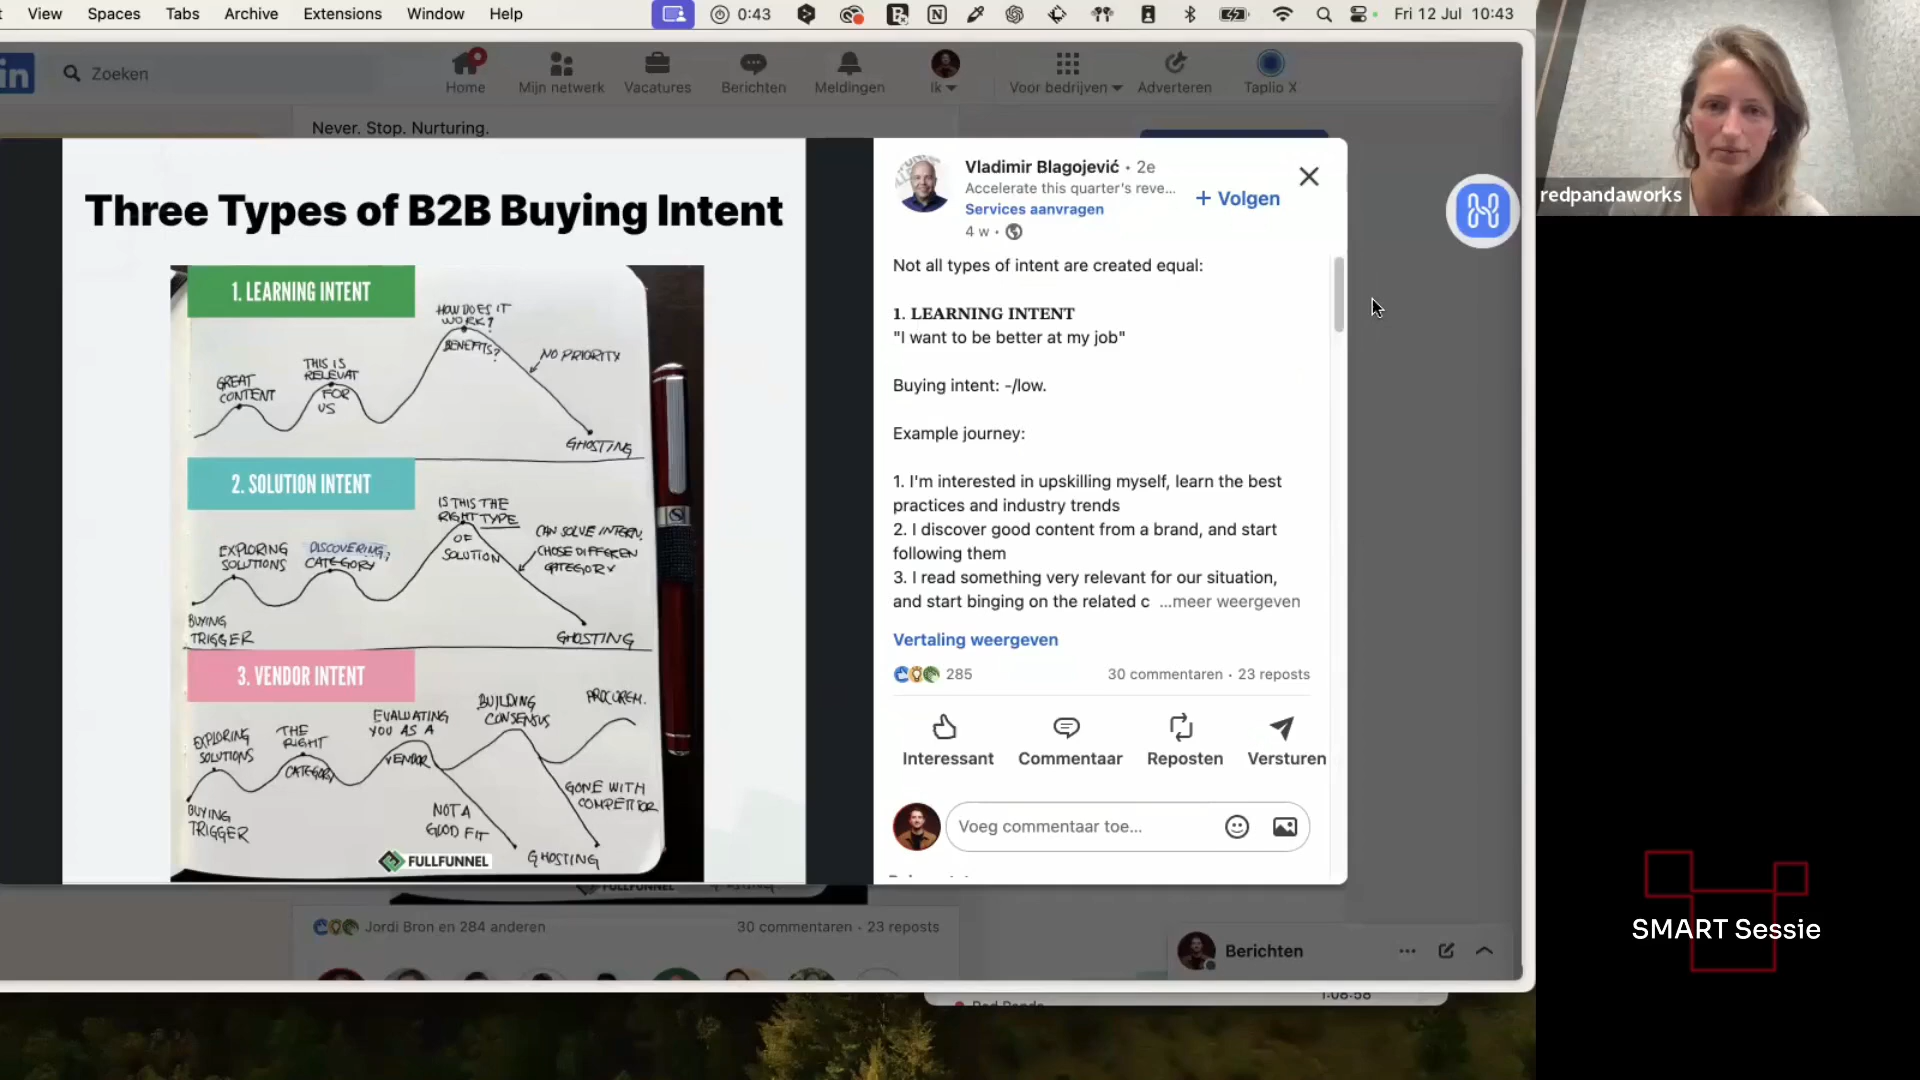 View Spaces Tabs Archive Extensions Window Help 0:43 Fri 12 Jul 10:43
in Zoeken
Home Mijn netwerk Vacatures Berichten Meldingen Ik Voor bedrijven Adverteren Taplio X
Never. Stop. Nurturing.
Three Types of B2B Buying Intent
1. LEARNING INTENT
GREAT CONTENT
THIS IS RELEVAT FOR US
HOW DOES IT WORK?
BENEFITS?
NO PRIORITY
GHOSTING
2. SOLUTION INTENT
BUYING TRIGGER
EXPLORING SOLUTIONS
DISCOVERING CATEGORY
IS THIS THE RIGHT TYPE OF SOLUTION
CAN SOLVE INTERN.
CHOSE DIFFEREN
CATEGORY
GHOSTING
3. VENDOR INTENT
BUYING TRIGGER
EXPLORING SOLUTIONS
THE RIGHT CATEGORY
EVALUATING YOU AS A VENDOR
NOT A GOOD FIT
BUILDING CONSENSUS
PROCUREM.
GONE WITH COMPETITOR
GHOSTING
FULLFUNNEL
Vladimir Blagojević • 2e
Accelerate this quarter's reve...
Services aanvragen
4 w •
+ Volgen
Not all types of intent are created equal:
1. LEARNING INTENT
"I want to be better at my job"
Buying intent: -/low.
Example journey:
1. I'm interested in upskilling myself, learn the best
practices and industry trends
2. I discover good content from a brand, and start
following them
3. I read something very relevant for our situation,
and start binging on the related c ...meer weergeven
Vertaling weergeven
285 30 commentaren • 23 reposts
Interessant Commentaar Reposten Versturen
Voeg commentaar toe...
FULLFUNNEL
Jordi Bron en 284 anderen 30 commentaren • 23 reposts
Berichten
1:08:58
redpandaworks
SMART Sessie